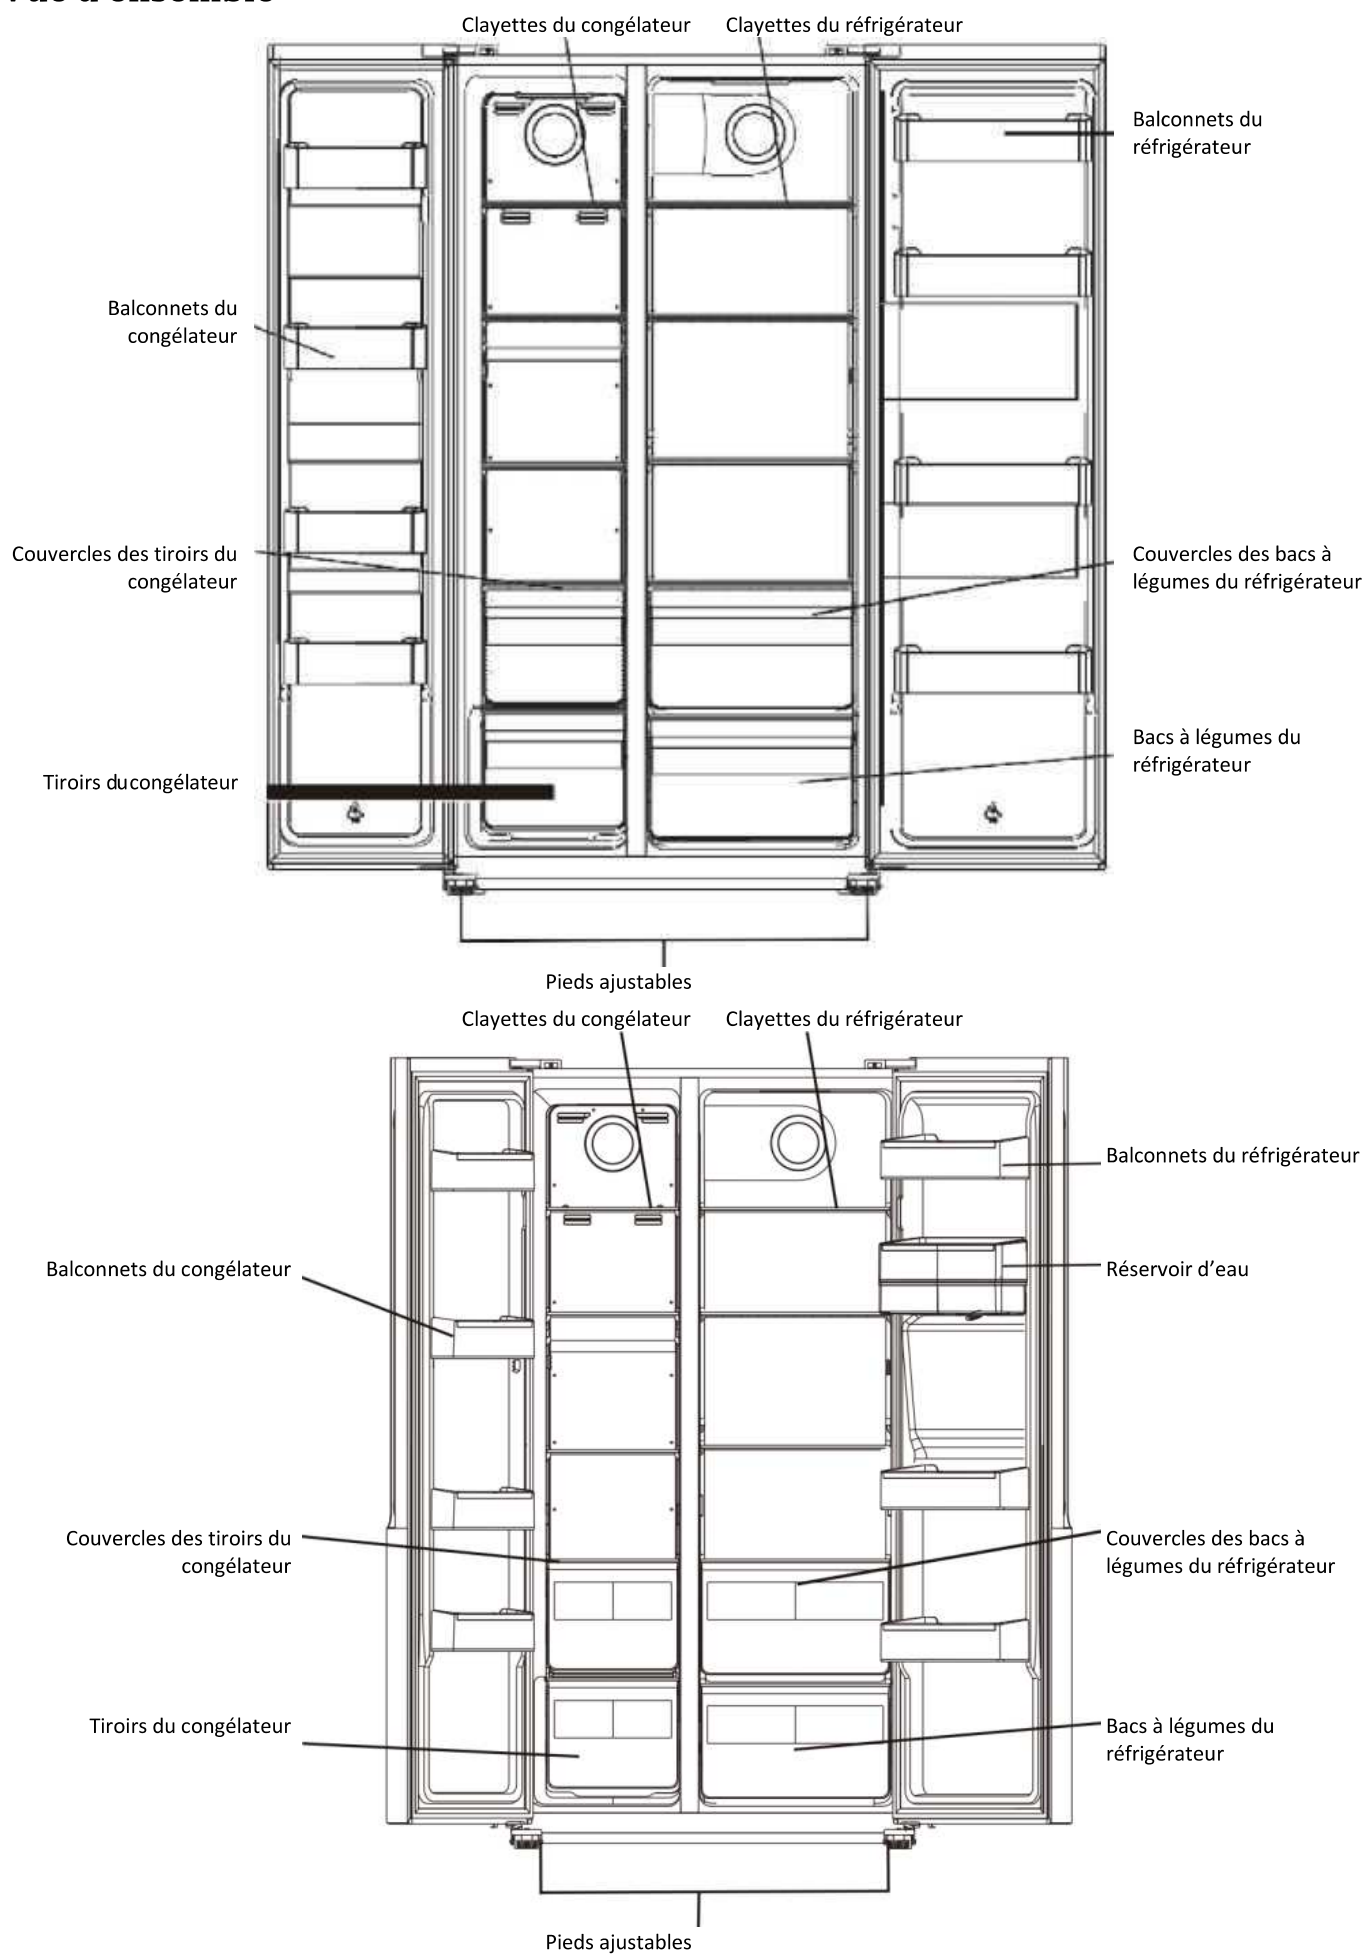 Vue d'ensemble
Clayettes du congélateur
Clayettes du réfrigérateur
Balconnets du
réfrigérateur
Balconnets du
congélateur
Couvercles des tiroirs du
congélateur
Couvercles des bacs à
légumes du réfrigérateur
Bacs à légumes du
réfrigérateur
Tiroirs du congélateur
Pieds ajustables
Clayettes du congélateur
Clayettes du réfrigérateur
Balconnets du réfrigérateur
Balconnets du congélateur
Réservoir d’eau
Couvercles des tiroirs du
congélateur
Couvercles des bacs à
légumes du réfrigérateur
Tiroirs du congélateur
Bacs à légumes du
réfrigérateur
Pieds ajustables